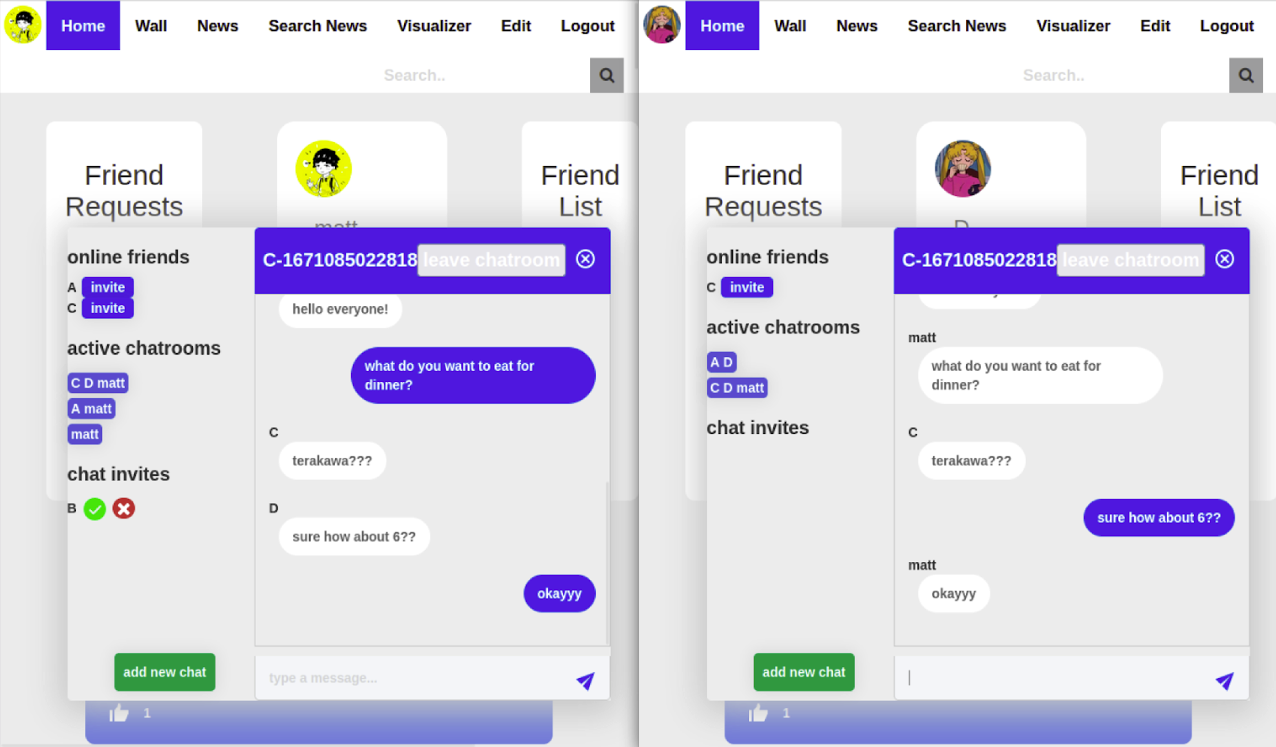 Home Wall News Search News Visualizer Edit Logout
Search..
Friend
Requests
matt
Friend
List
online friends
A invite
C invite
active chatrooms
C D matt
A matt
matt
chat invites
B
add new chat
C-1671085022818 leave chatroom
hello everyone!
what do you want to eat for
dinner?
C
terakawa???
D
sure how about 6??
okayyy
type a message...
1
Home Wall News Search News Visualizer Edit Logout
Search..
Friend
Requests
D
Friend
List
online friends
C invite
active chatrooms
A D
C D matt
chat invites
add new chat
C-1671085022818 leave chatroom
matt
what do you want to eat for
dinner?
C
terakawa???
sure how about 6??
matt
okayyy
1